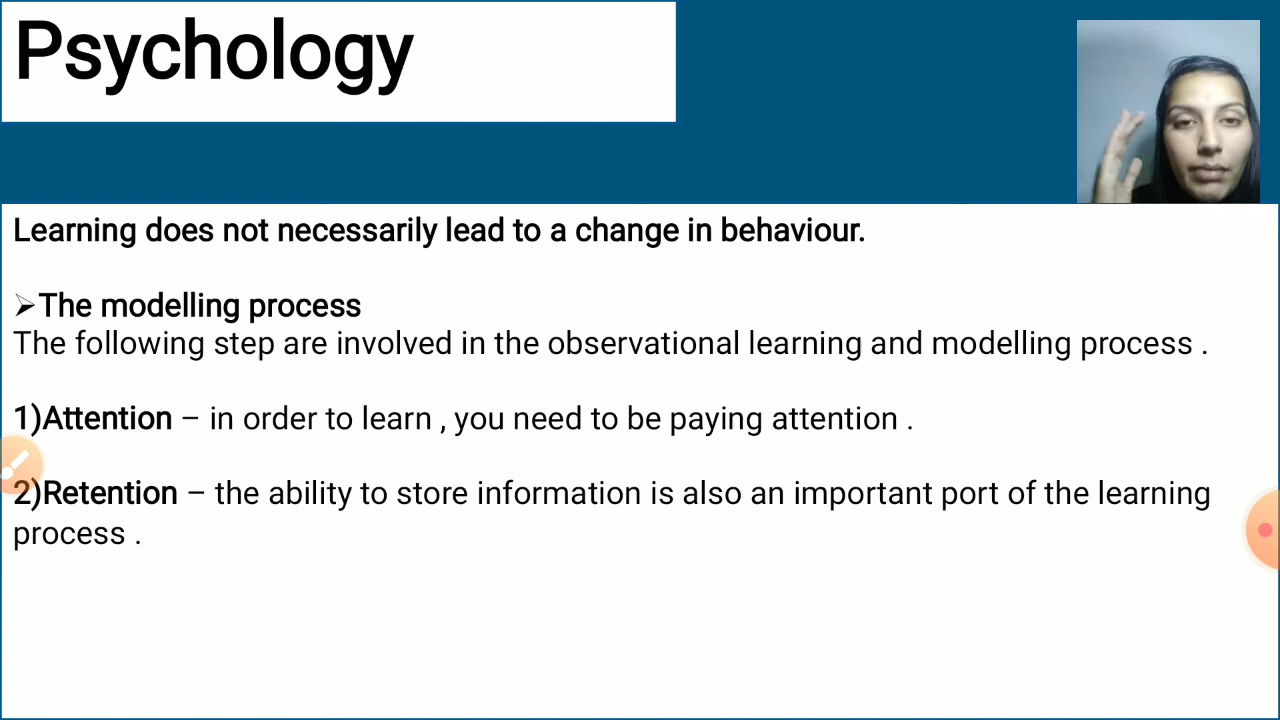 Psychology
Learning does not necessarily lead to a change in behaviour.
➢The modelling process
The following step are involved in the observational learning and modelling process .
1)Attention – in order to learn , you need to be paying attention .
2)Retention – the ability to store information is also an important port of the learning
process .